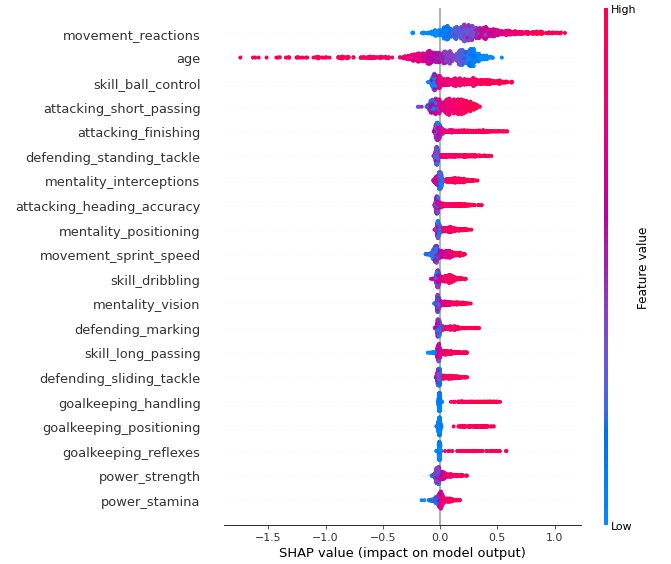 High
movement_reactions
age
skill_ball_control
attacking_short_passing
attacking_finishing
defending_standing_tackle
mentality_interceptions
attacking_heading_accuracy
mentality_positioning
movement_sprint_speed
skill_dribbling
mentality_vision
defending_marking
skill_long_passing
defending_sliding_tackle
goalkeeping_handling
goalkeeping_positioning
goalkeeping_reflexes
power_strength
power_stamina
Feature value
Low
−1.5 −1.0 −0.5 0.0 0.5 1.0
SHAP value (impact on model output)